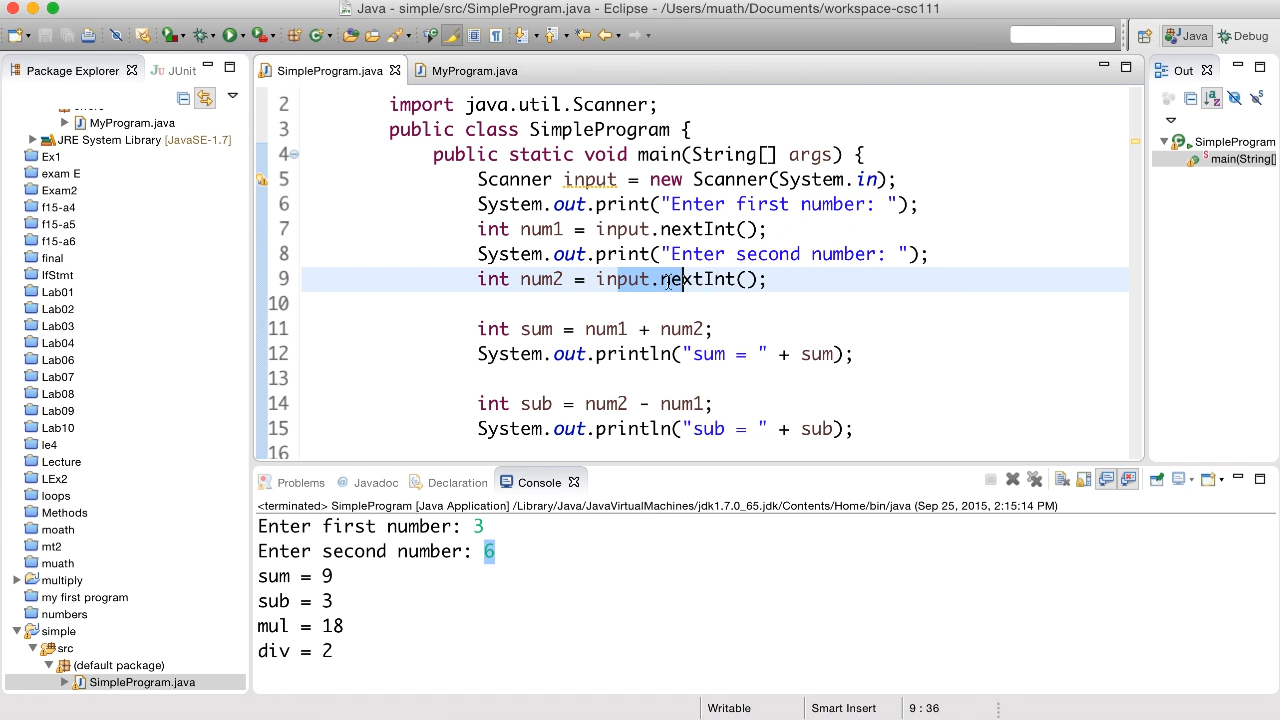 Java - simple/src/SimpleProgram.java - Eclipse - /Users/muath/Documents/workspace-csc111
Java Debug
Package Explorer JUnit
MyProgram.java
JRE System Library [JavaSE-1.7]
Ex1
exam E
Exam2
f15-a4
f15-a5
f15-a6
final
IfStmt
Lab01
Lab02
Lab03
Lab04
Lab06
Lab07
Lab08
Lab09
Lab10
le4
Lecture
LEx2
loops
Methods
moath
mt2
muath
multiply
my first program
numbers
simple
src
(default package)
SimpleProgram.java
SimpleProgram.java MyProgram.java
2 import java.util.Scanner;
3 public class SimpleProgram {
4 public static void main(String[] args) {
5 Scanner input = new Scanner(System.in);
6 System.out.print("Enter first number: ");
7 int num1 = input.nextInt();
8 System.out.print("Enter second number: ");
9 int num2 = input.nextInt();
10
11 int sum = num1 + num2;
12 System.out.println("sum = " + sum);
13
14 int sub = num2 - num1;
15 System.out.println("sub = " + sub);
16
Out
SimpleProgram
main(String[]
Problems @ Javadoc Declaration Console
<terminated> SimpleProgram [Java Application] /Library/Java/JavaVirtualMachines/jdk1.7.0_65.jdk/Contents/Home/bin/java (Sep 25, 2015, 2:15:14 PM)
Enter first number: 3
Enter second number: 6
sum = 9
sub = 3
mul = 18
div = 2
Writable Smart Insert 9 : 36